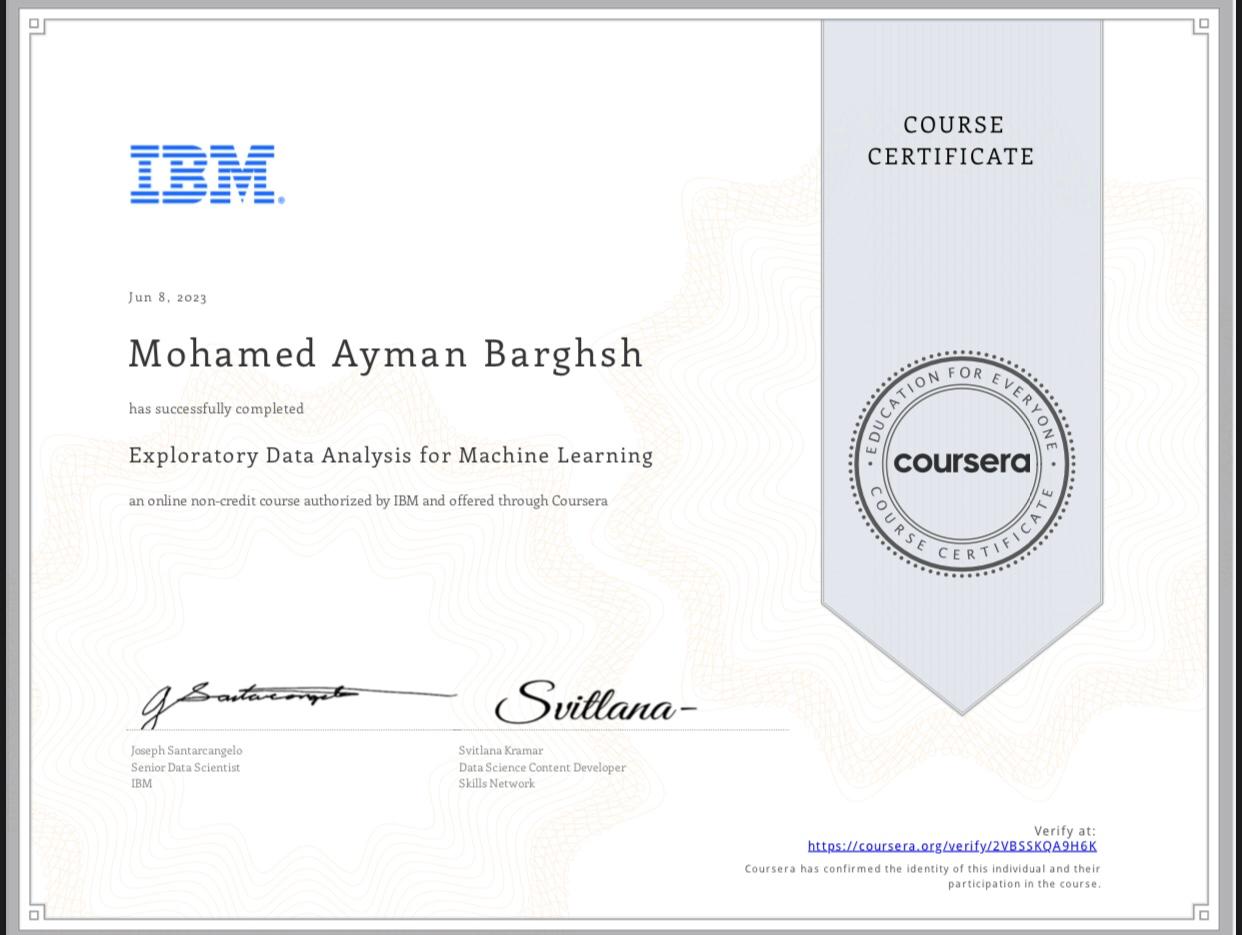 IBM®
COURSE
CERTIFICATE
Jun 8, 2023
Mohamed Ayman Barghsh
has successfully completed
Exploratory Data Analysis for Machine Learning
an online non-credit course authorized by IBM and offered through Coursera
EDUCATION FOR EVERYONE
coursera
COURSE CERTIFICATE
J Santarcangelo
Svitlana
Joseph Santarcangelo
Senior Data Scientist
IBM
Svitlana Kramar
Data Science Content Developer
Skills Network
Verify at:
https://coursera.org/verify/2VBSSKQA9H6K
Coursera has confirmed the identity of this individual and their
participation in the course.